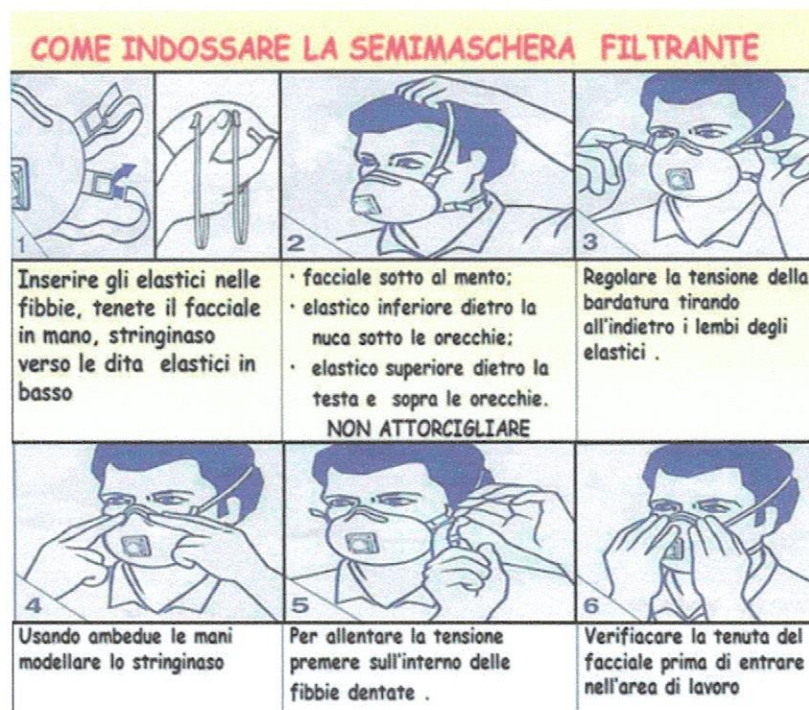 COME INDOSSARE LA SEMIMASCHERA FILTRANTE
1
Inserire gli elastici nelle
fibbie, tenete il facciale
in mano, stringinaso
verso le dita elastici in
basso
2
· facciale sotto al mento;
· elastico inferiore dietro la
nuca sotto le orecchie;
· elastico superiore dietro la
testa e sopra le orecchie.
NON ATTORCIGLIARE
3
Regolare la tensione della
bardatura tirando
all'indietro i lembi degli
elastici .
4
Usando ambedue le mani
modellare lo stringinaso
5
Per allentare la tensione
premere sull'interno delle
fibbie dentate .
6
Verifiacare la tenuta del
facciale prima di entrare
nell'area di lavoro